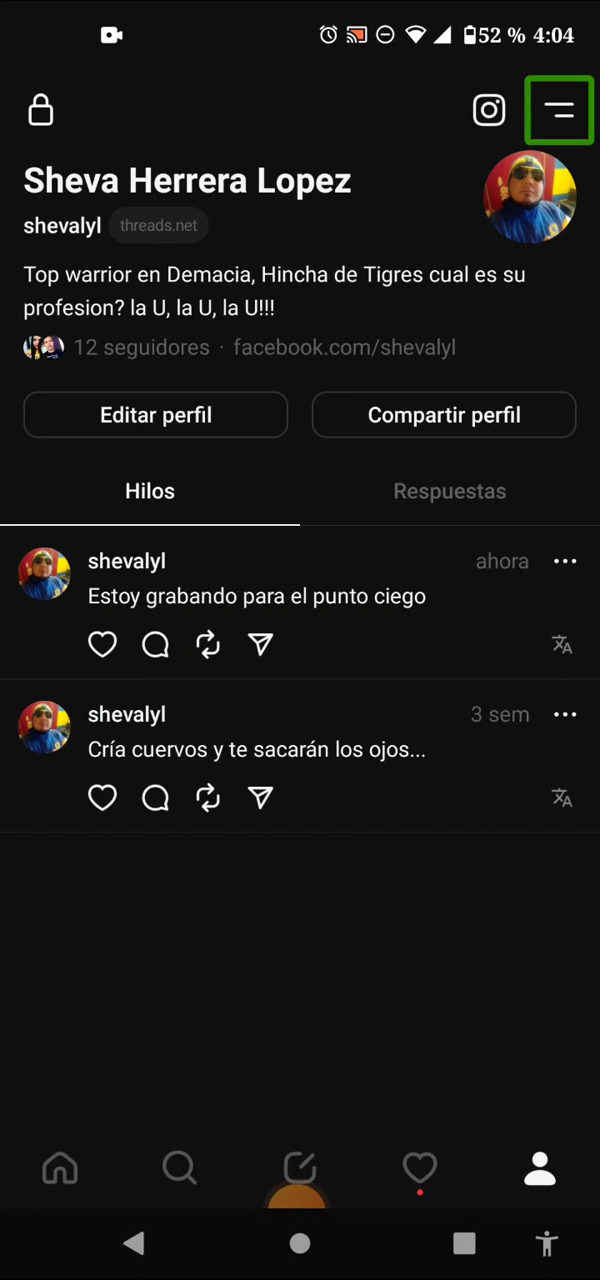 52 % 4:04
Sheva Herrera Lopez
shevalyl threads.net
Top warrior en Demacia, Hincha de Tigres cual es su
profesion? la U, la U, la U!!!
12 seguidores · facebook.com/shevalyl
Editar perfil Compartir perfil
Hilos Respuestas
shevalyl ahora
Estoy grabando para el punto ciego
shevalyl 3 sem
Cría cuervos y te sacarán los ojos...